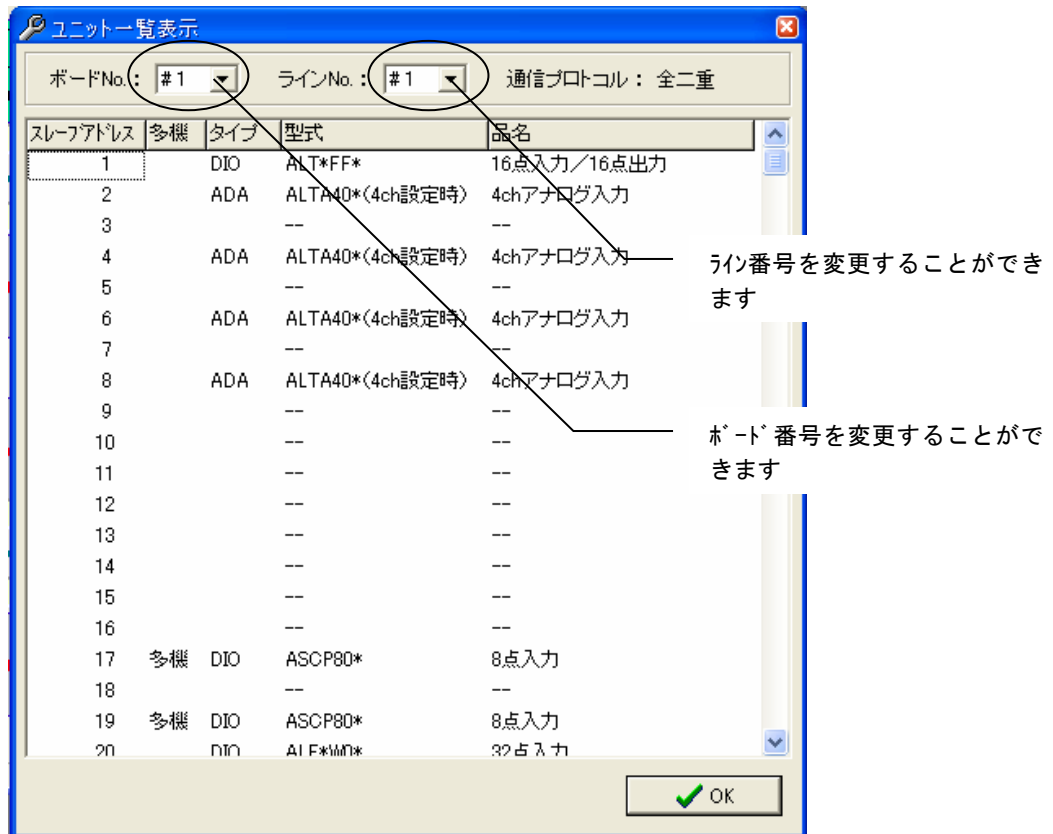 ユニット一覧表示
ボードNo.： #1 ラインNo.： #1 通信プロトコル： 全二重
スレーブアドレス 多機 タイプ 型式 品名
1 DIO ALT*FF* 16点入力／16点出力
2 ADA ALTA40*(4ch設定時) 4chアナログ入力
3 -- --
4 ADA ALTA40*(4ch設定時) 4chアナログ入力
5 -- --
6 ADA ALTA40*(4ch設定時) 4chアナログ入力
7 -- --
8 ADA ALTA40*(4ch設定時) 4chアナログ入力
9 -- --
10 -- --
11 -- --
12 -- --
13 -- --
14 -- --
15 -- --
16 -- --
17 多機 DIO ASCP80* 8点入力
18 -- --
19 多機 DIO ASCP80* 8点入力
20 DIO ALF*W0* 32点入力
OK
ﾗｲﾝ番号を変更することができ
ます
ﾎﾞｰﾄﾞ番号を変更することがで
きます